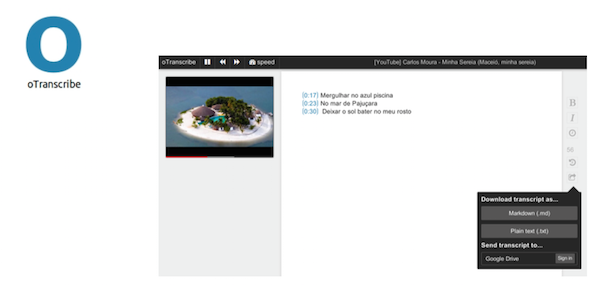 O
oTranscribe
oTranscribe speed [YouTube] Carlos Moura - Minha Sereia (Maceió, minha sereia)
(0:17) Mergulhar no azul piscina
(0:23) No mar de Pajuçara
(0:30) Deixar o sol bater no meu rosto
B
I
56
Download transcript as...
Markdown (.md)
Plain text (.txt)
Send transcript to...
Google Drive Sign in